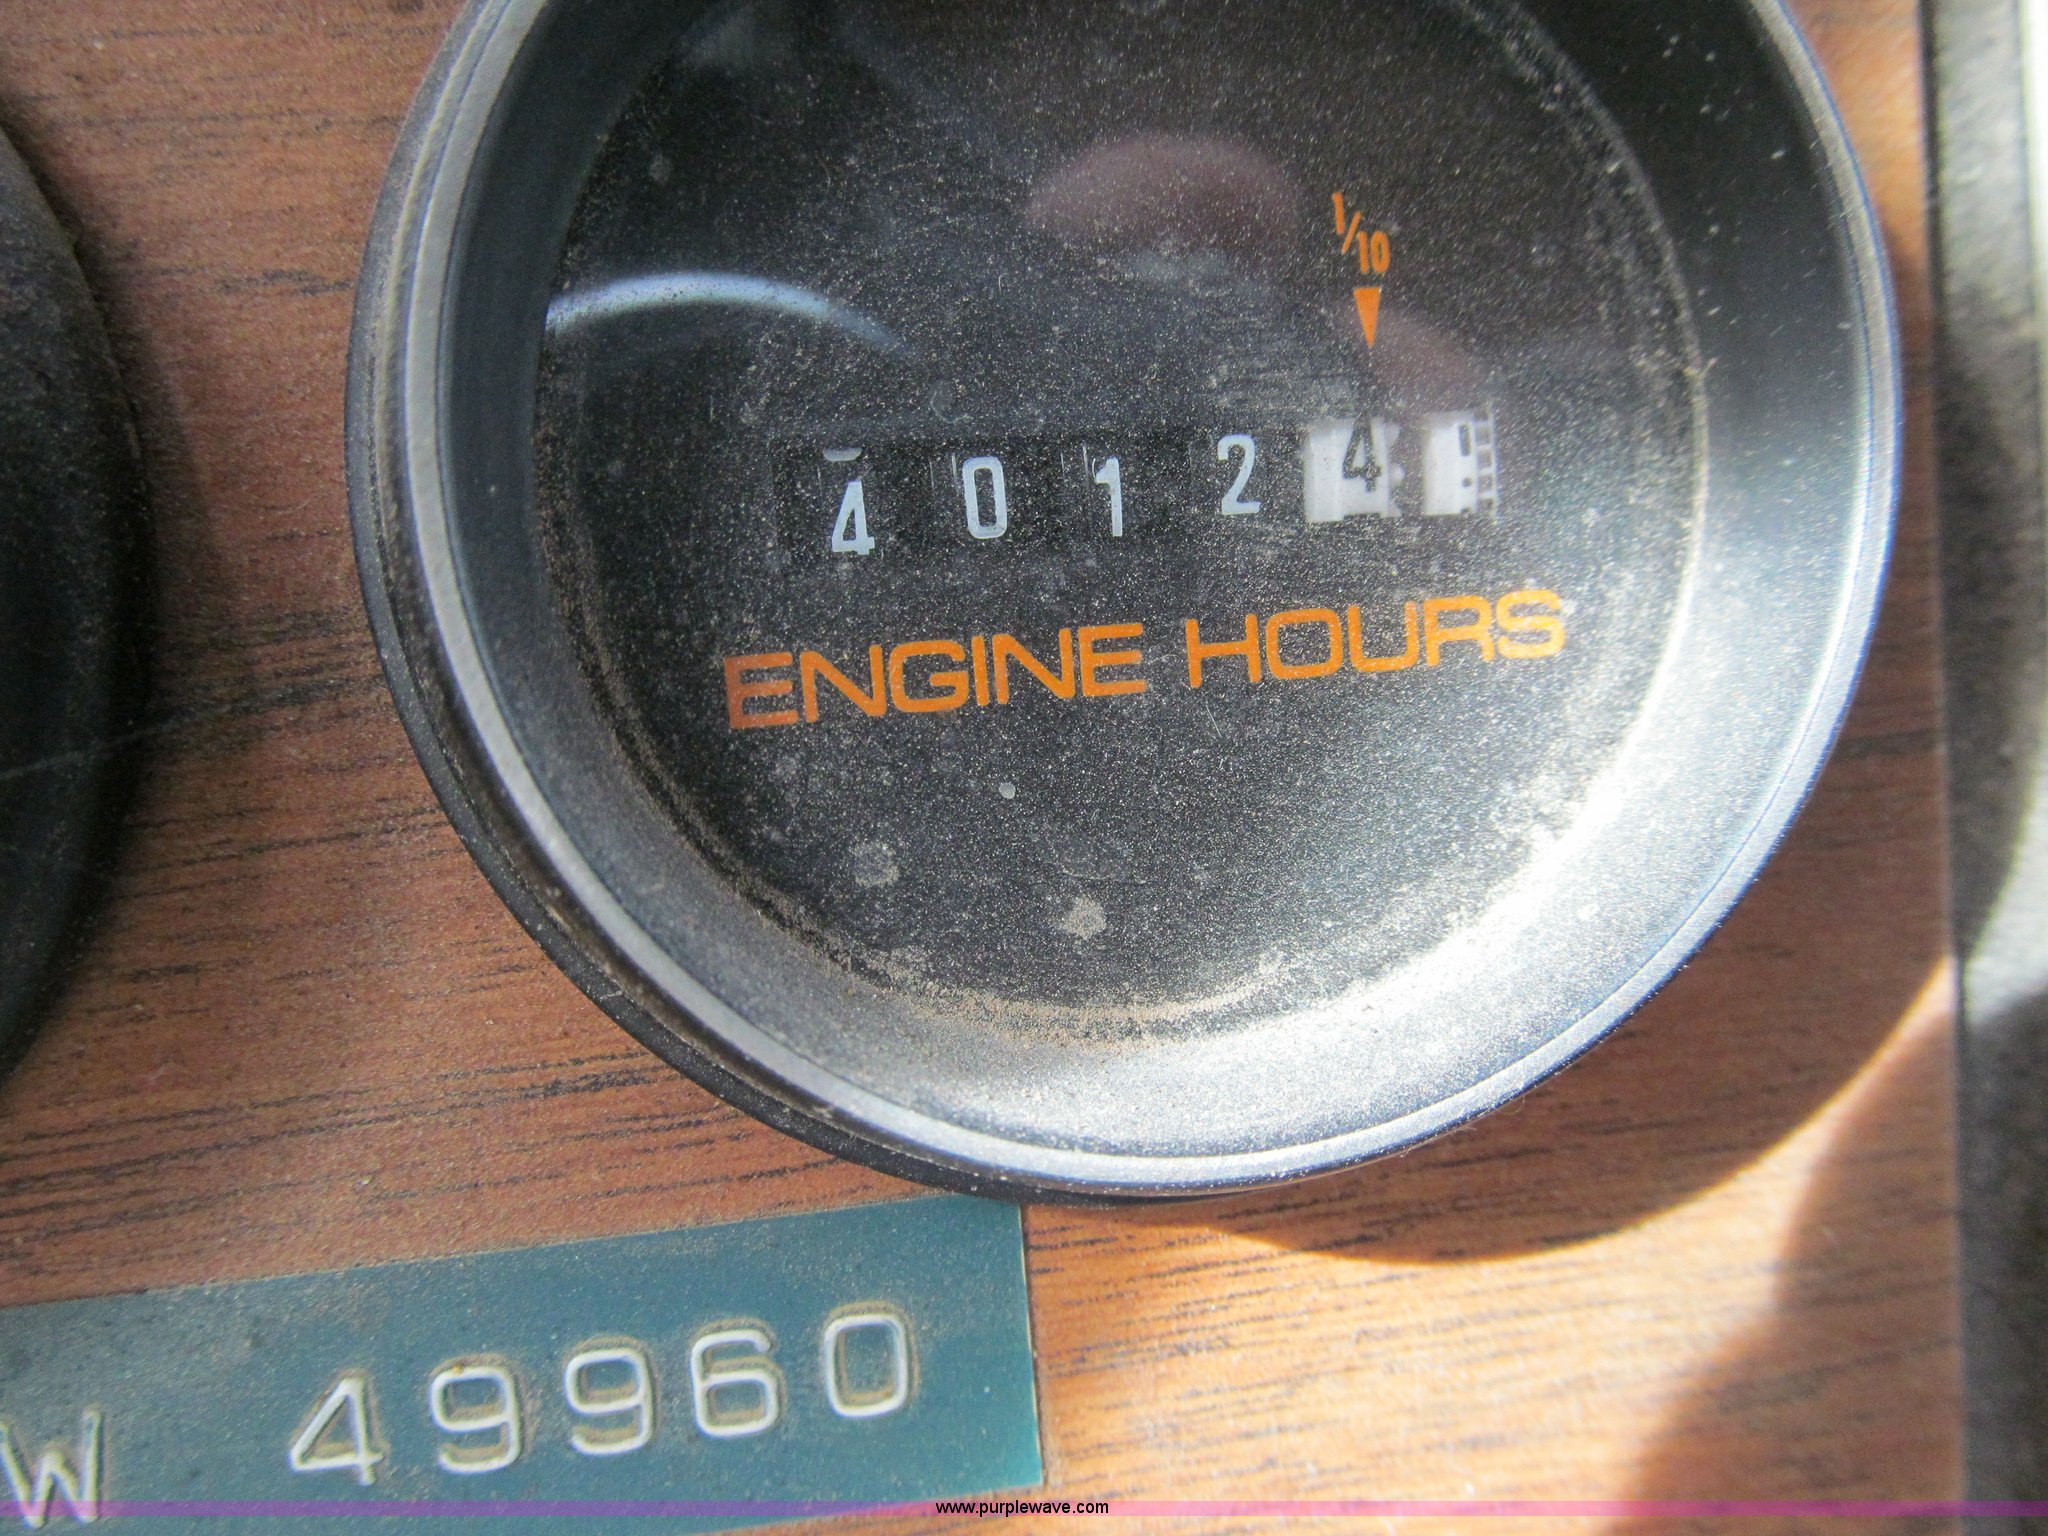 1/10
4 0 1 2 4
ENGINE HOURS
W 49960
www.purplewave.com